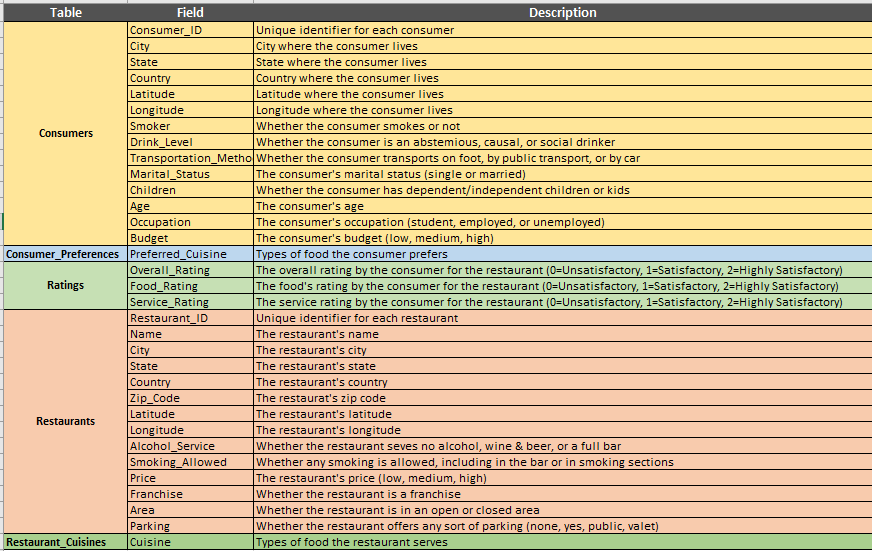 Table Field Description
Consumers
Consumer_ID Unique identifier for each consumer
City City where the consumer lives
State State where the consumer lives
Country Country where the consumer lives
Latitude Latitude where the consumer lives
Longitude Longitude where the consumer lives
Smoker Whether the consumer smokes or not
Drink_Level Whether the consumer is an abstemious, causal, or social drinker
Transportation_Metho Whether the consumer transports on foot, by public transport, or by car
Marital_Status The consumer's marital status (single or married)
Children Whether the consumer has dependent/independent children or kids
Age The consumer's age
Occupation The consumer's occupation (student, employed, or unemployed)
Budget The consumer's budget (low, medium, high)
Consumer_Preferences Preferred_Cuisine Types of food the consumer prefers
Ratings
Overall_Rating The overall rating by the consumer for the restaurant (0=Unsatisfactory, 1=Satisfactory, 2=Highly Satisfactory)
Food_Rating The food's rating by the consumer for the restaurant (0=Unsatisfactory, 1=Satisfactory, 2=Highly Satisfactory)
Service_Rating The service rating by the consumer for the restaurant (0=Unsatisfactory, 1=Satisfactory, 2=Highly Satisfactory)
Restaurants
Restaurant_ID Unique identifier for each restaurant
Name The restaurant's name
City The restaurant's city
State The restaurant's state
Country The restaurant's country
Zip_Code The restaurat's zip code
Latitude The restaurant's latitude
Longitude The restaurant's longitude
Alcohol_Service Whether the restaurant seves no alcohol, wine & beer, or a full bar
Smoking_Allowed Whether any smoking is allowed, including in the bar or in smoking sections
Price The restaurant's price (low, medium, high)
Franchise Whether the restaurant is a franchise
Area Whether the restaurant is in an open or closed area
Parking Whether the restaurant offers any sort of parking (none, yes, public, valet)
Restaurant_Cuisines Cuisine Types of food the restaurant serves